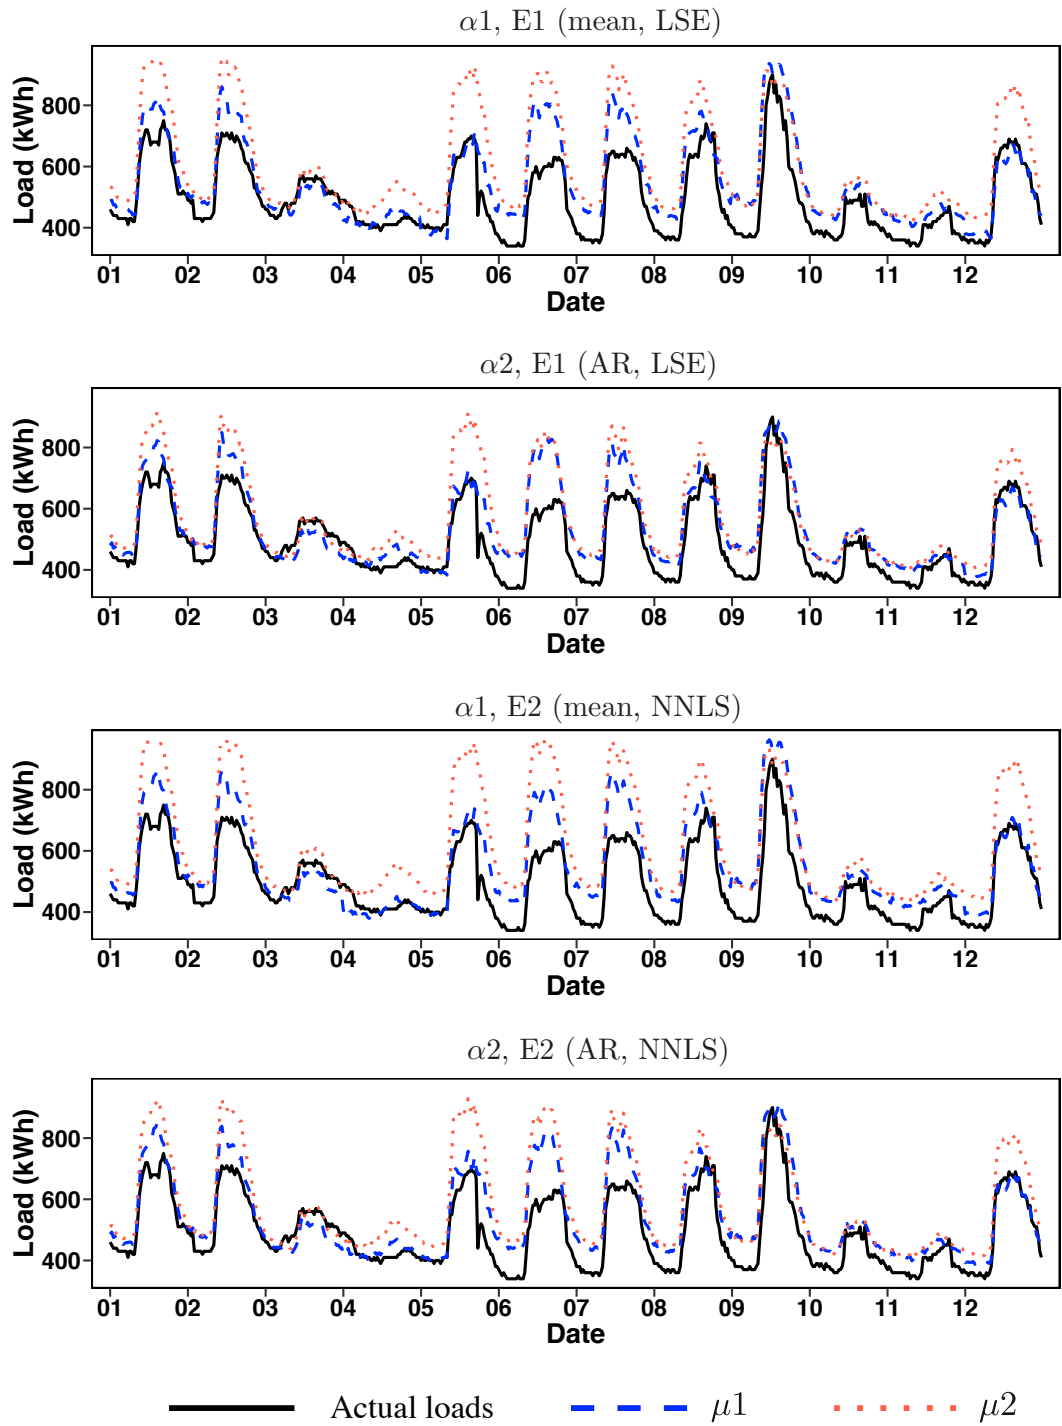 α1, E1 (mean, LSE)
Load (kWh)
800
600
400
01 02 03 04 05 06 07 08 09 10 11 12
Date
α2, E1 (AR, LSE)
Load (kWh)
800
600
400
01 02 03 04 05 06 07 08 09 10 11 12
Date
α1, E2 (mean, NNLS)
Load (kWh)
800
600
400
01 02 03 04 05 06 07 08 09 10 11 12
Date
α2, E2 (AR, NNLS)
Load (kWh)
800
600
400
01 02 03 04 05 06 07 08 09 10 11 12
Date
Actual loads μ1 μ2